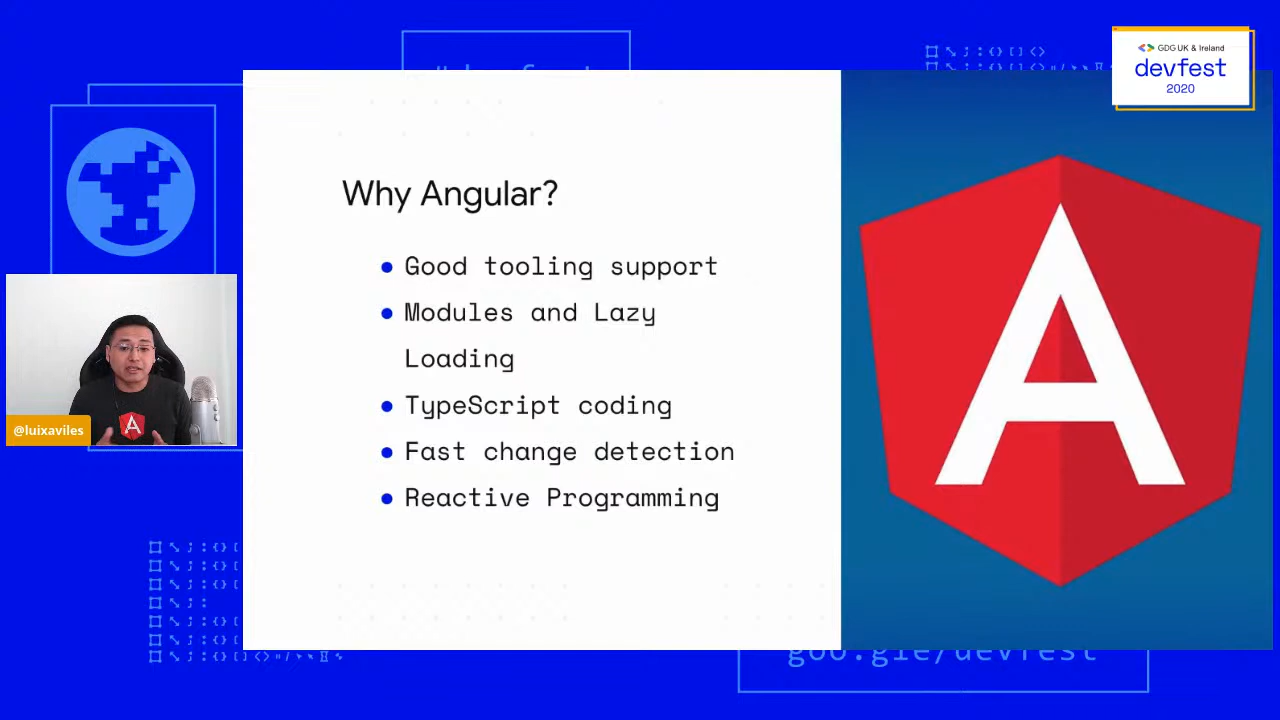 GDG UK & Ireland
devfest
2020
Why Angular?
Good tooling support
Modules and Lazy
Loading
TypeScript coding
Fast change detection
Reactive Programming
@luixaviles
goo.gle/devfest